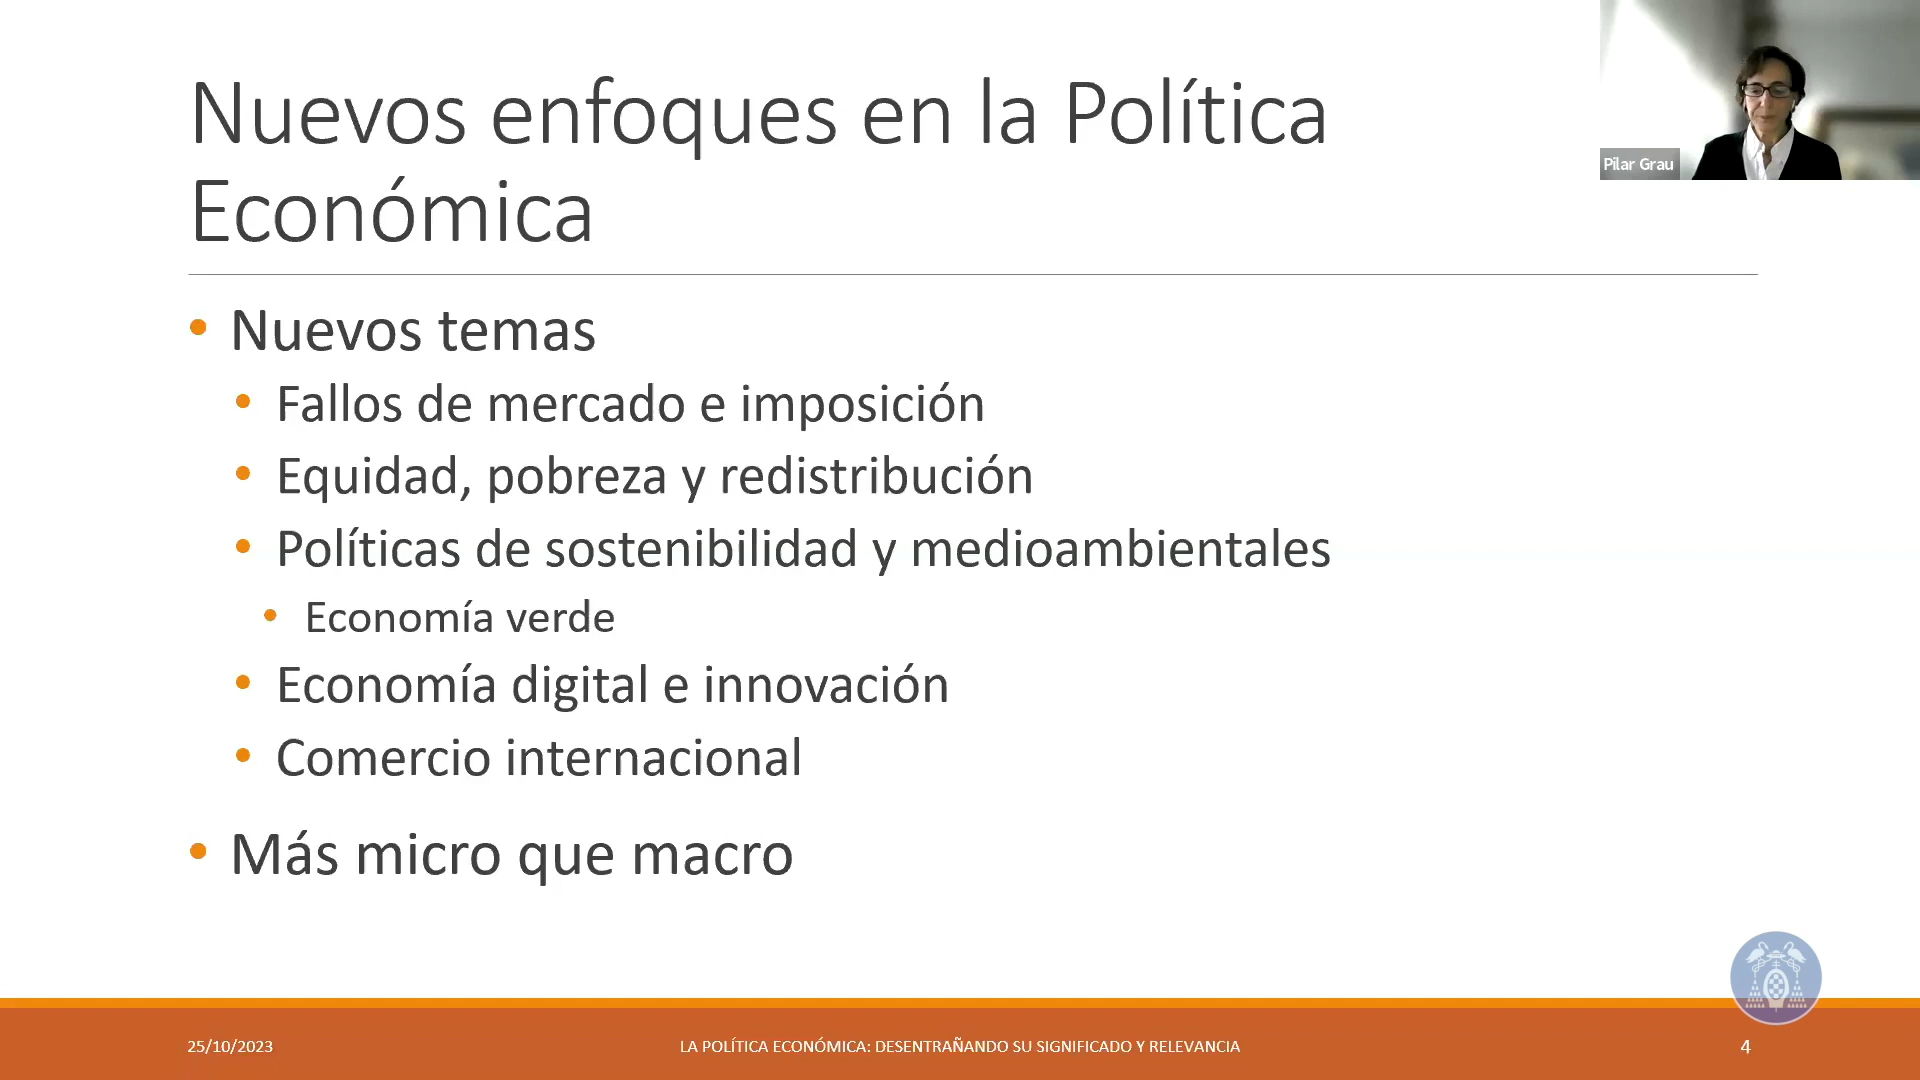 Nuevos enfoques en la Política
Económica
Pilar Grau
• Nuevos temas
• Fallos de mercado e imposición
• Equidad, pobreza y redistribución
• Políticas de sostenibilidad y medioambientales
• Economía verde
• Economía digital e innovación
• Comercio internacional
• Más micro que macro
25/10/2023
LA POLÍTICA ECONÓMICA: DESENTRAÑANDO SU SIGNIFICADO Y RELEVANCIA
4